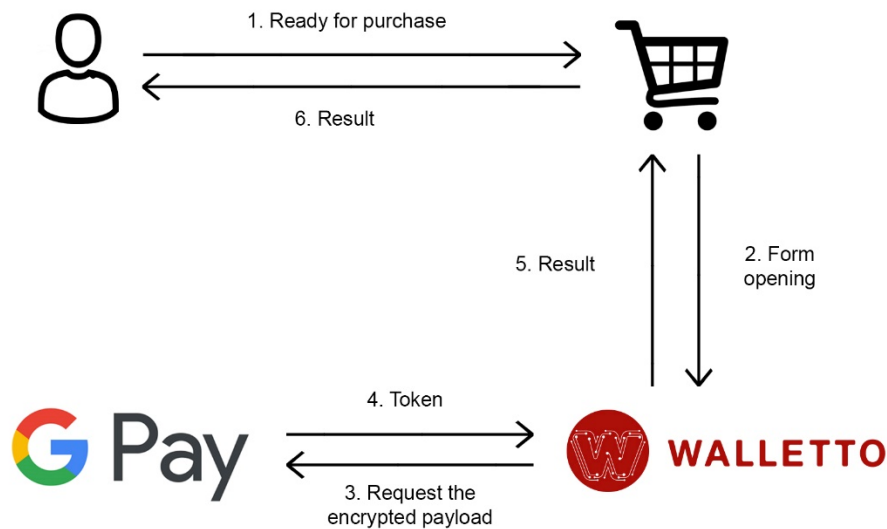 1. Ready for purchase
6. Result
2. Form
opening
5. Result
4. Token
G Pay
WALLETTO
3. Request the
encrypted payload